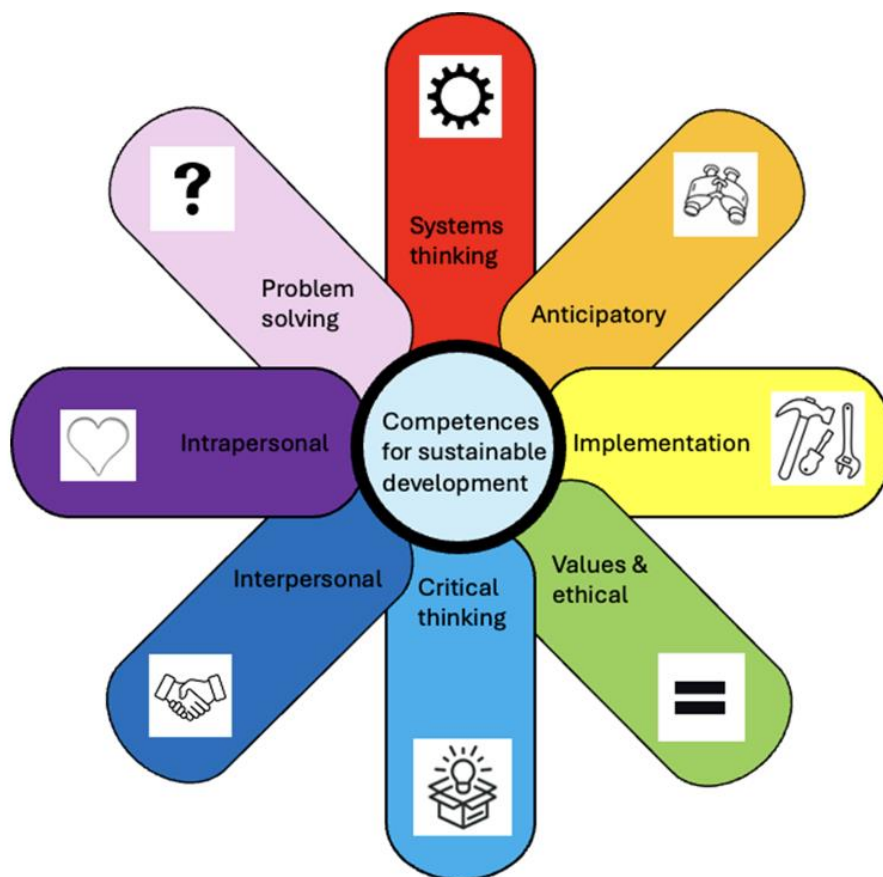 Systems
thinking
Anticipatory
Implementation
Values &
ethical
Critical
thinking
Interpersonal
Intrapersonal
Problem
solving
Competences
for sustainable
development
?
=